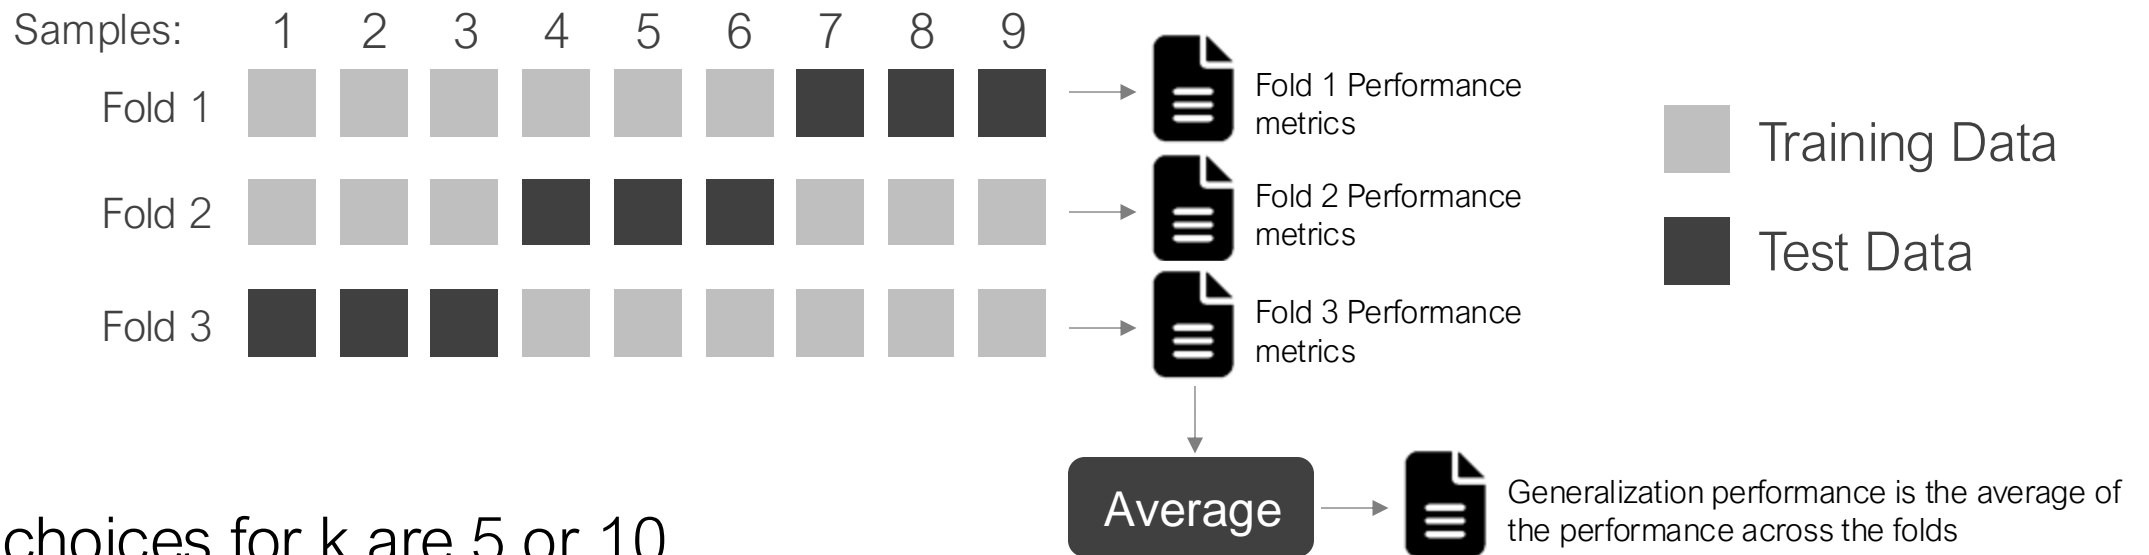 Samples: 1 2 3 4 5 6 7 8 9
Fold 1
Fold 1 Performance
metrics
Fold 2
Fold 2 Performance
metrics
Fold 3
Fold 3 Performance
metrics
Training Data
Test Data
Average
Generalization performance is the average of
the performance across the folds
choices for k are 5 or 10